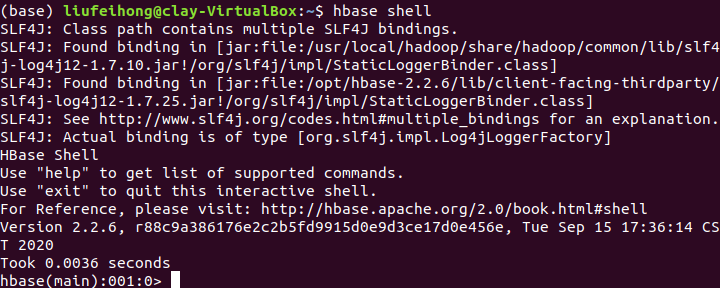 (base) liufeihong@clay-VirtualBox:~$ hbase shell
SLF4J: Class path contains multiple SLF4J bindings.
SLF4J: Found binding in [jar:file:/usr/local/hadoop/share/hadoop/common/lib/slf4
j-log4j12-1.7.10.jar!/org/slf4j/impl/StaticLoggerBinder.class]
SLF4J: Found binding in [jar:file:/opt/hbase-2.2.6/lib/client-facing-thirdparty/
slf4j-log4j12-1.7.25.jar!/org/slf4j/impl/StaticLoggerBinder.class]
SLF4J: See http://www.slf4j.org/codes.html#multiple_bindings for an explanation.
SLF4J: Actual binding is of type [org.slf4j.impl.Log4jLoggerFactory]
HBase Shell
Use "help" to get list of supported commands.
Use "exit" to quit this interactive shell.
For Reference, please visit: http://hbase.apache.org/2.0/book.html#shell
Version 2.2.6, r88c9a386176e2c2b5fd9915d0e9d3ce17d0e456e, Tue Sep 15 17:36:14 CS
T 2020
Took 0.0036 seconds
hbase(main):001:0>